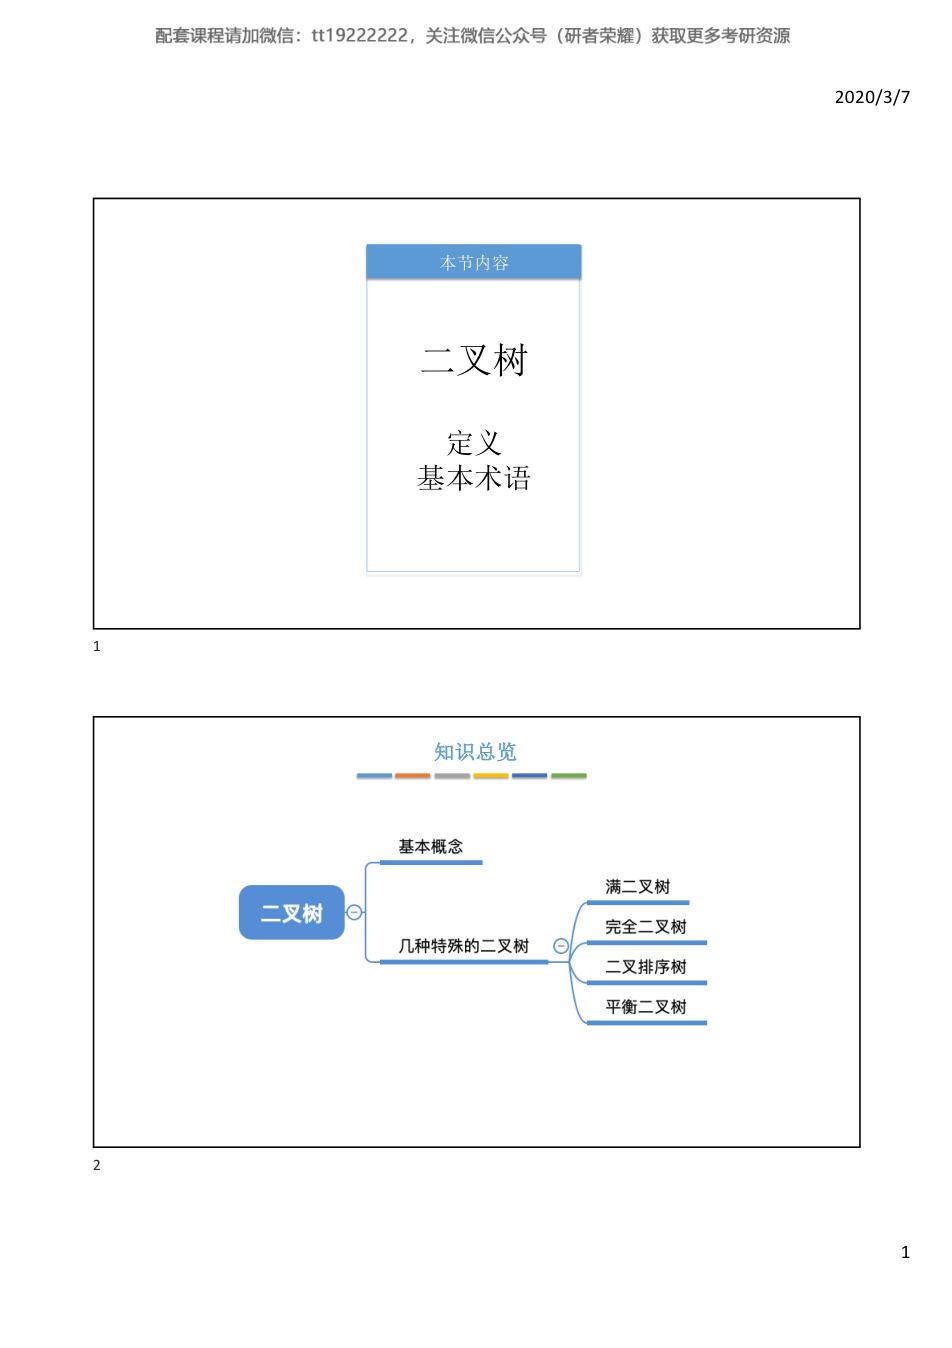 配套课程请加微信：tt19222222，关注微信公众号（研者荣耀）获取更多考研资源
2020/3/7
本节内容
二叉树
定义
基本术语
1
知识总览
基本概念
二叉树
几种特殊的二叉树
满二叉树
完全二叉树
二叉排序树
平衡二叉树
2
1